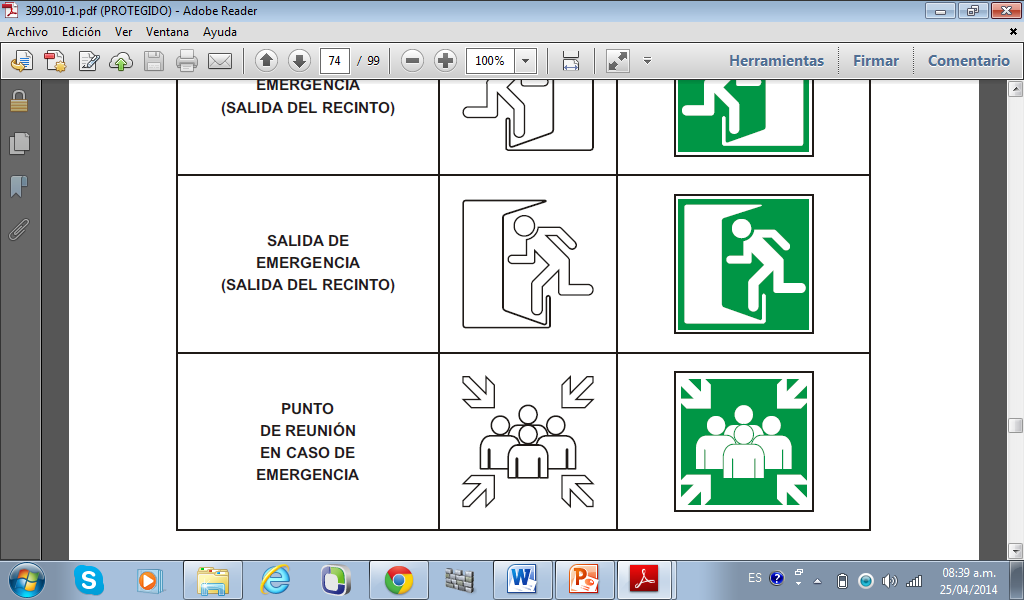 399.010-1.pdf (PROTEGIDO) - Adobe Reader
Archivo Edición Ver Ventana Ayuda
74 / 99 100% Herramientas Firmar Comentario
EMERGENCIA
(SALIDA DEL RECINTO)
SALIDA DE
EMERGENCIA
(SALIDA DEL RECINTO)
PUNTO
DE REUNIÓN
EN CASO DE
EMERGENCIA
ES 08:39 a.m.
25/04/2014